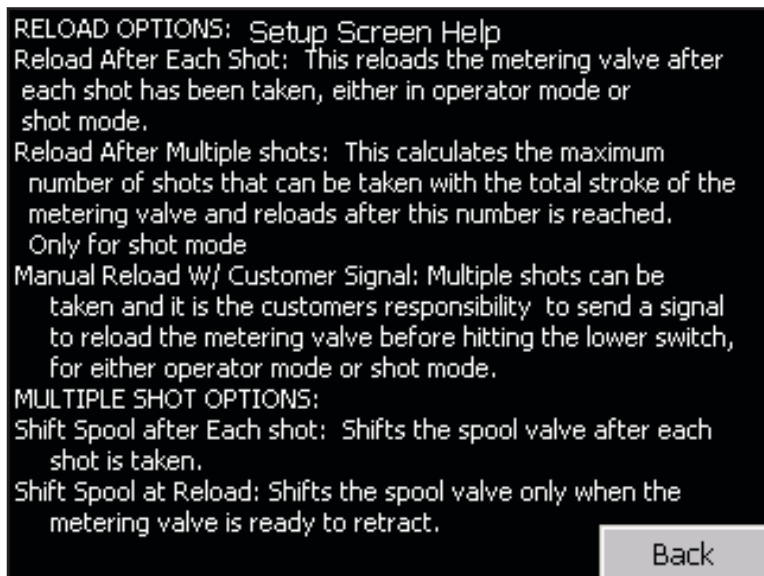 RELOAD OPTIONS: Setup Screen Help
Reload After Each Shot: This reloads the metering valve after
each shot has been taken, either in operator mode or
shot mode.
Reload After Multiple shots: This calculates the maximum
number of shots that can be taken with the total stroke of the
metering valve and reloads after this number is reached.
Only for shot mode
Manual Reload W/ Customer Signal: Multiple shots can be
taken and it is the customers responsibility to send a signal
to reload the metering valve before hitting the lower switch,
for either operator mode or shot mode.
MULTIPLE SHOT OPTIONS:
Shift Spool after Each shot: Shifts the spool valve after each
shot is taken.
Shift Spool at Reload: Shifts the spool valve only when the
metering valve is ready to retract.
Back